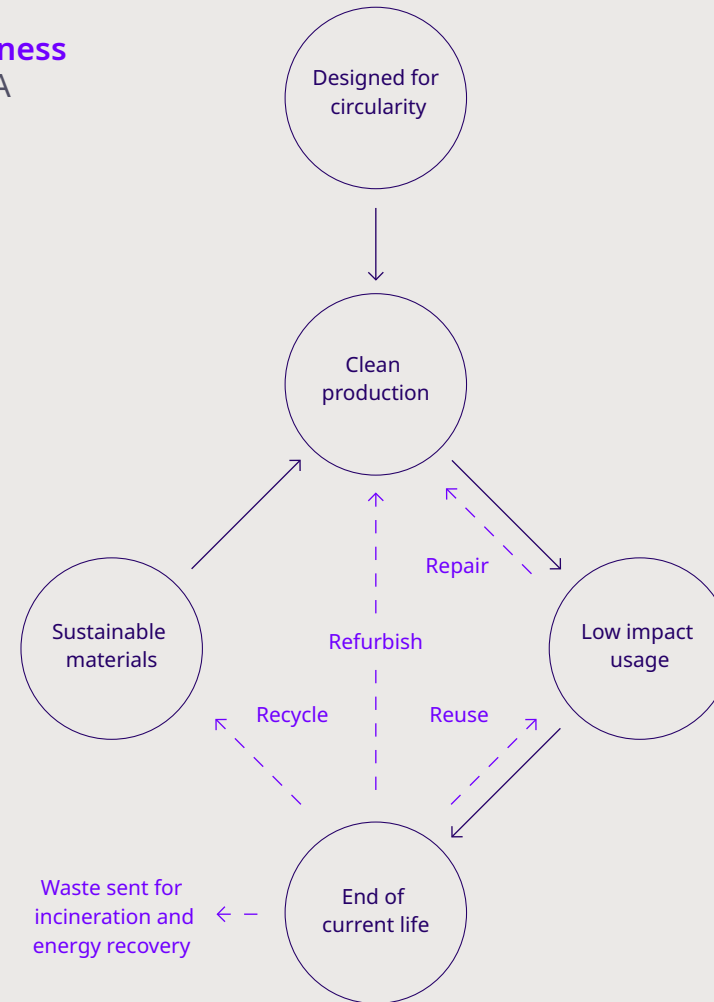 ness
A
Designed for
circularity
Clean
production
Repair
Sustainable
materials
Low impact
usage
Refurbish
Recycle
Reuse
Waste sent for
incineration and
energy recovery
End of
current life